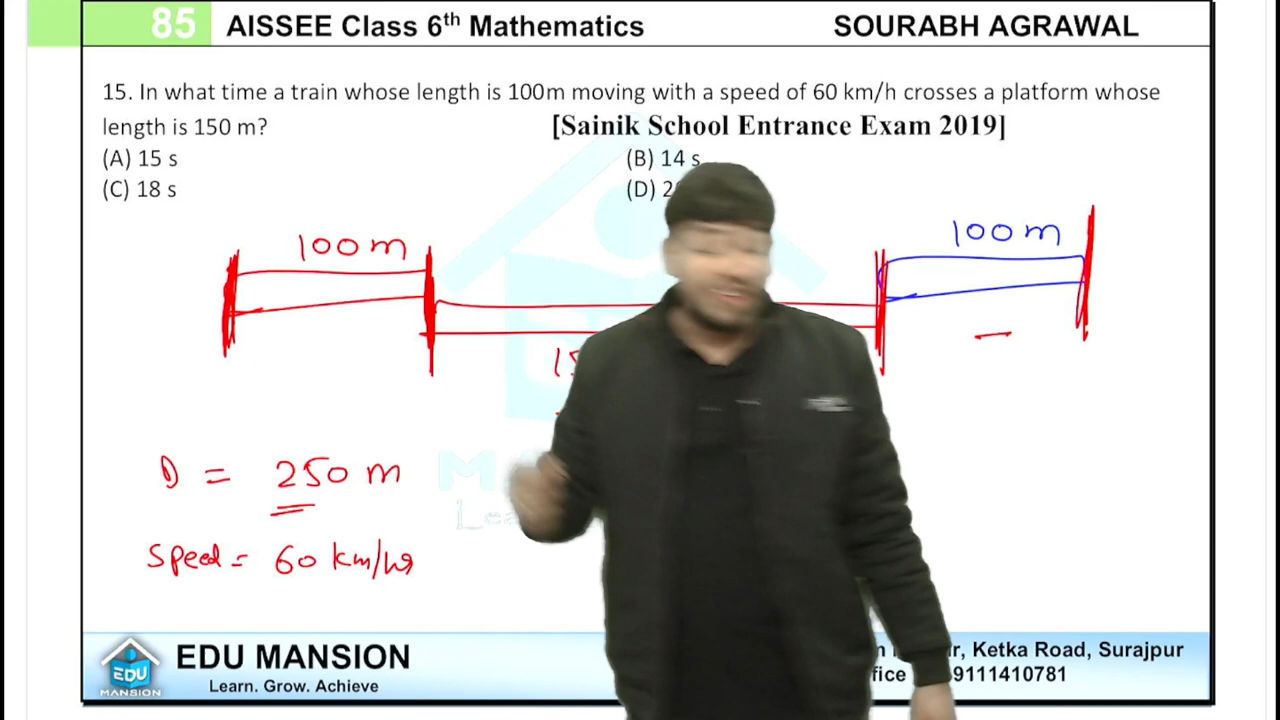 85 AISSEE Class 6th Mathematics SOURABH AGRAWAL
15. In what time a train whose length is 100m moving with a speed of 60 km/h crosses a platform whose
length is 150 m? [Sainik School Entrance Exam 2019]
(A) 15 s (B) 14 s
(C) 18 s (D)
100 m 100 m
D = 250 m
Speed = 60 km/hr
EDU MANSION Ketka Road, Surajpur
Learn. Grow. Achieve 9111410781
EDU
MANSION